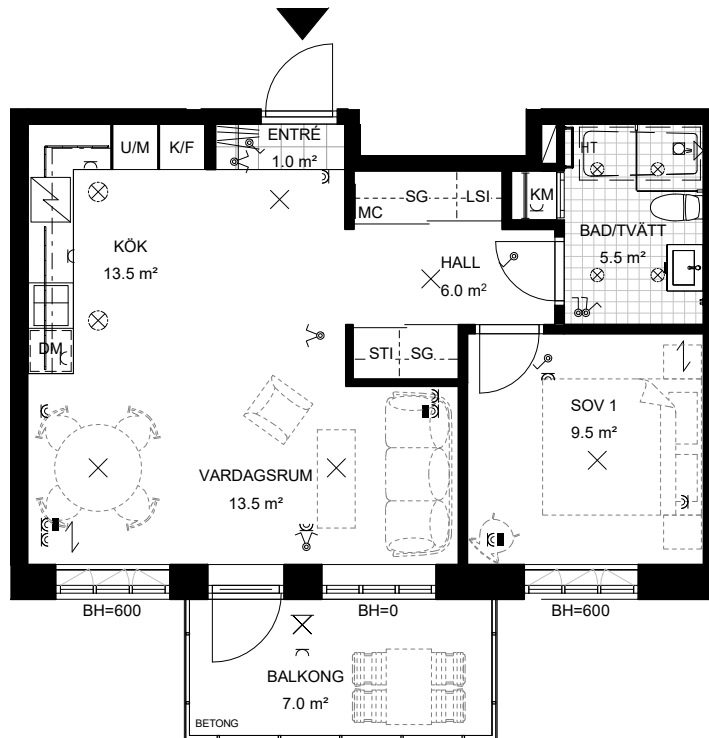 ENTRÉ
1.0 m²
U/M
K/F
HT
SG
LSI
KM
MC
BAD/TVÄTT
5.5 m²
KÖK
13.5 m²
HALL
6.0 m²
DM
STI
SG
SOV 1
9.5 m²
VARDAGSRUM
13.5 m²
BH=600
BH=0
BH=600
BALKONG
7.0 m²
BETONG